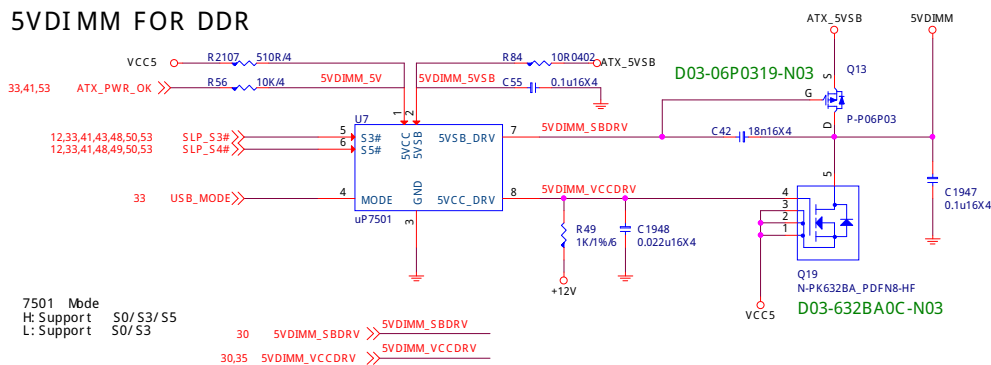 5VDIMM FOR DDR
ATX_5VSB
5VDIMM
VCC5
R2107
510R/4
R84
10R0402
ATX_5VSB
33,41,53
ATX_PWR_OK
R56
10K/4
5VDIMM_5V
5VDIMM_5VSB
C55
0.1u16X4
D03-06P0319-N03
S
Q13
G
P-P06P03
D
U7
1
2
12,33,41,43,48,50,53
SLP_S3#
5
S3#
5VCC
5VSB
5VSB_DRV
7
5VDIMM_SBDRV
C42
18n16X4
12,33,41,43,48,49,50,53
SLP_S4#
6
S5#
33
USB_MODE
4
MODE
GND
5VCC_DRV
8
5VDIMM_VCCDRV
uP7501
3
R49
1K/1%/6
C1948
0.022u16X4
+12V
5
4
3
2
1
C1947
0.1u16X4
Q19
N-PK632BA_PDFN8-HF
VCC5
D03-632BA0C-N03
7501 Mode
H: Support S0/S3/S5
L: Support S0/S3
30
5VDIMM_SBDRV
5VDIMM_SBDRV
30,35
5VDIMM_VCCDRV
5VDIMM_VCCDRV